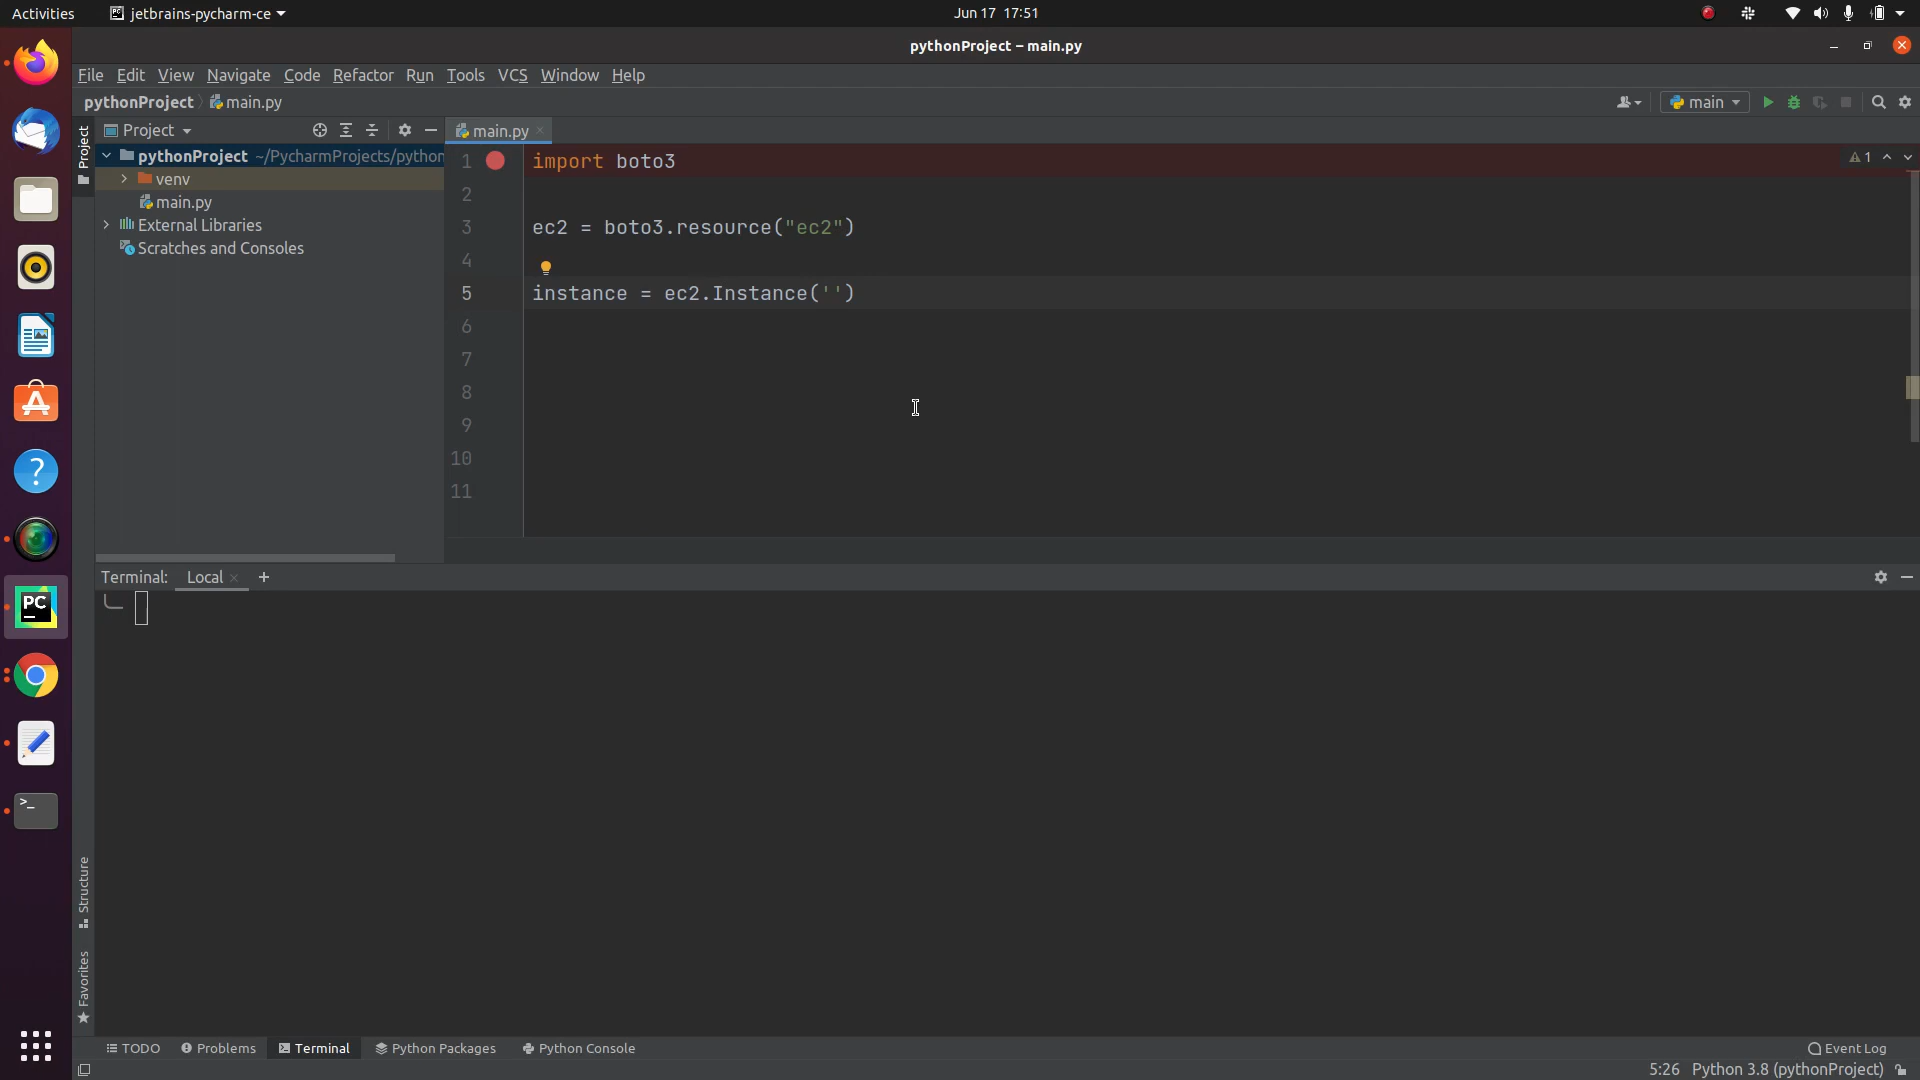 Activities jetbrains-pycharm-ce Jun 17 17:51
pythonProject – main.py
File Edit View Navigate Code Refactor Run Tools VCS Window Help
pythonProject main.py main
Project
Project
pythonProject ~/PycharmProjects/python
venv
main.py
External Libraries
Scratches and Consoles
main.py
1
1 import boto3
2
3 ec2 = boto3.resource("ec2")
4
5 instance = ec2.Instance('')
6
7
8
9
10
11
Terminal: Local +
PC
>_
Structure
Favorites
TODO Problems Terminal Python Packages Python Console Event Log
5:26 Python 3.8 (pythonProject)